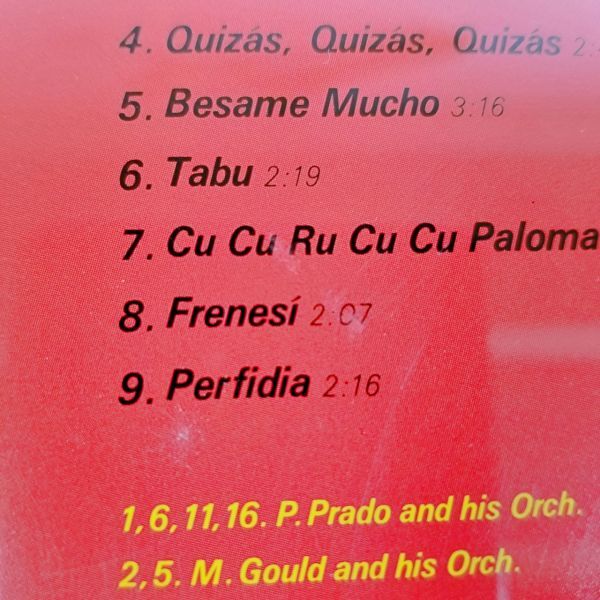 4. Quizás, Quizás, Quizás
5. Besame Mucho 3:16
6. Tabu 2:19
7. Cu Cu Ru Cu Cu Paloma
8. Frenesí 2:07
9. Perfidia 2:16
1,6,11,16. P. Prado and his Orch.
2,5. M. Gould and his Orch.